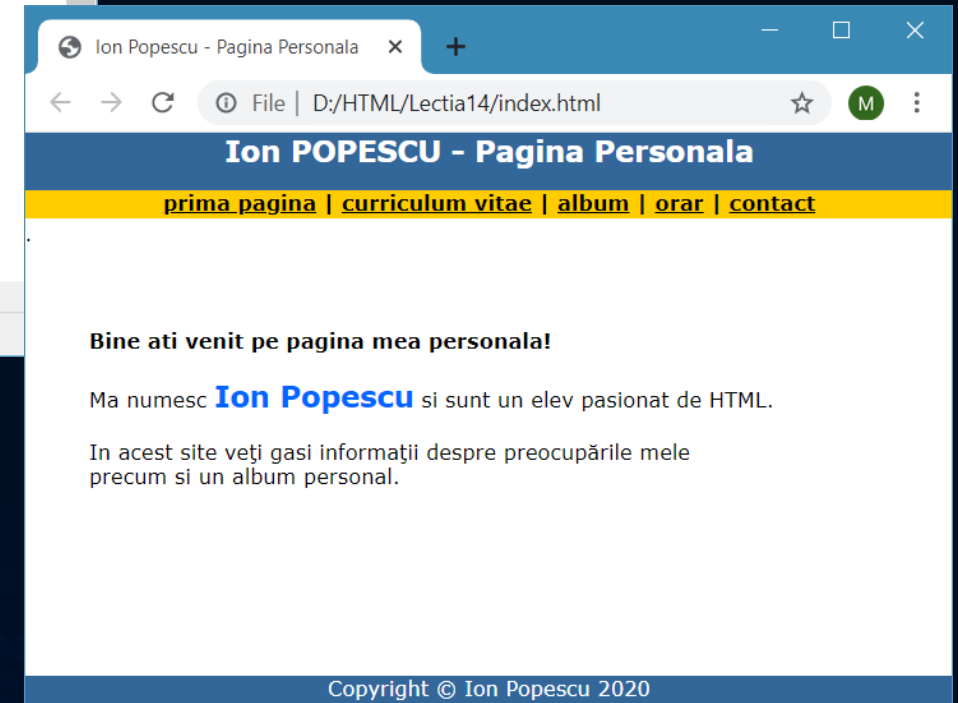 Ion Popescu - Pagina Personala
File | D:/HTML/Lectia14/index.html
M
Ion POPESCU - Pagina Personala
prima pagina | curriculum vitae | album | orar | contact
.
Bine ati venit pe pagina mea personala!
Ma numesc Ion Popescu si sunt un elev pasionat de HTML.
In acest site veţi gasi informaţii despre preocupările mele
precum si un album personal.
Copyright © Ion Popescu 2020